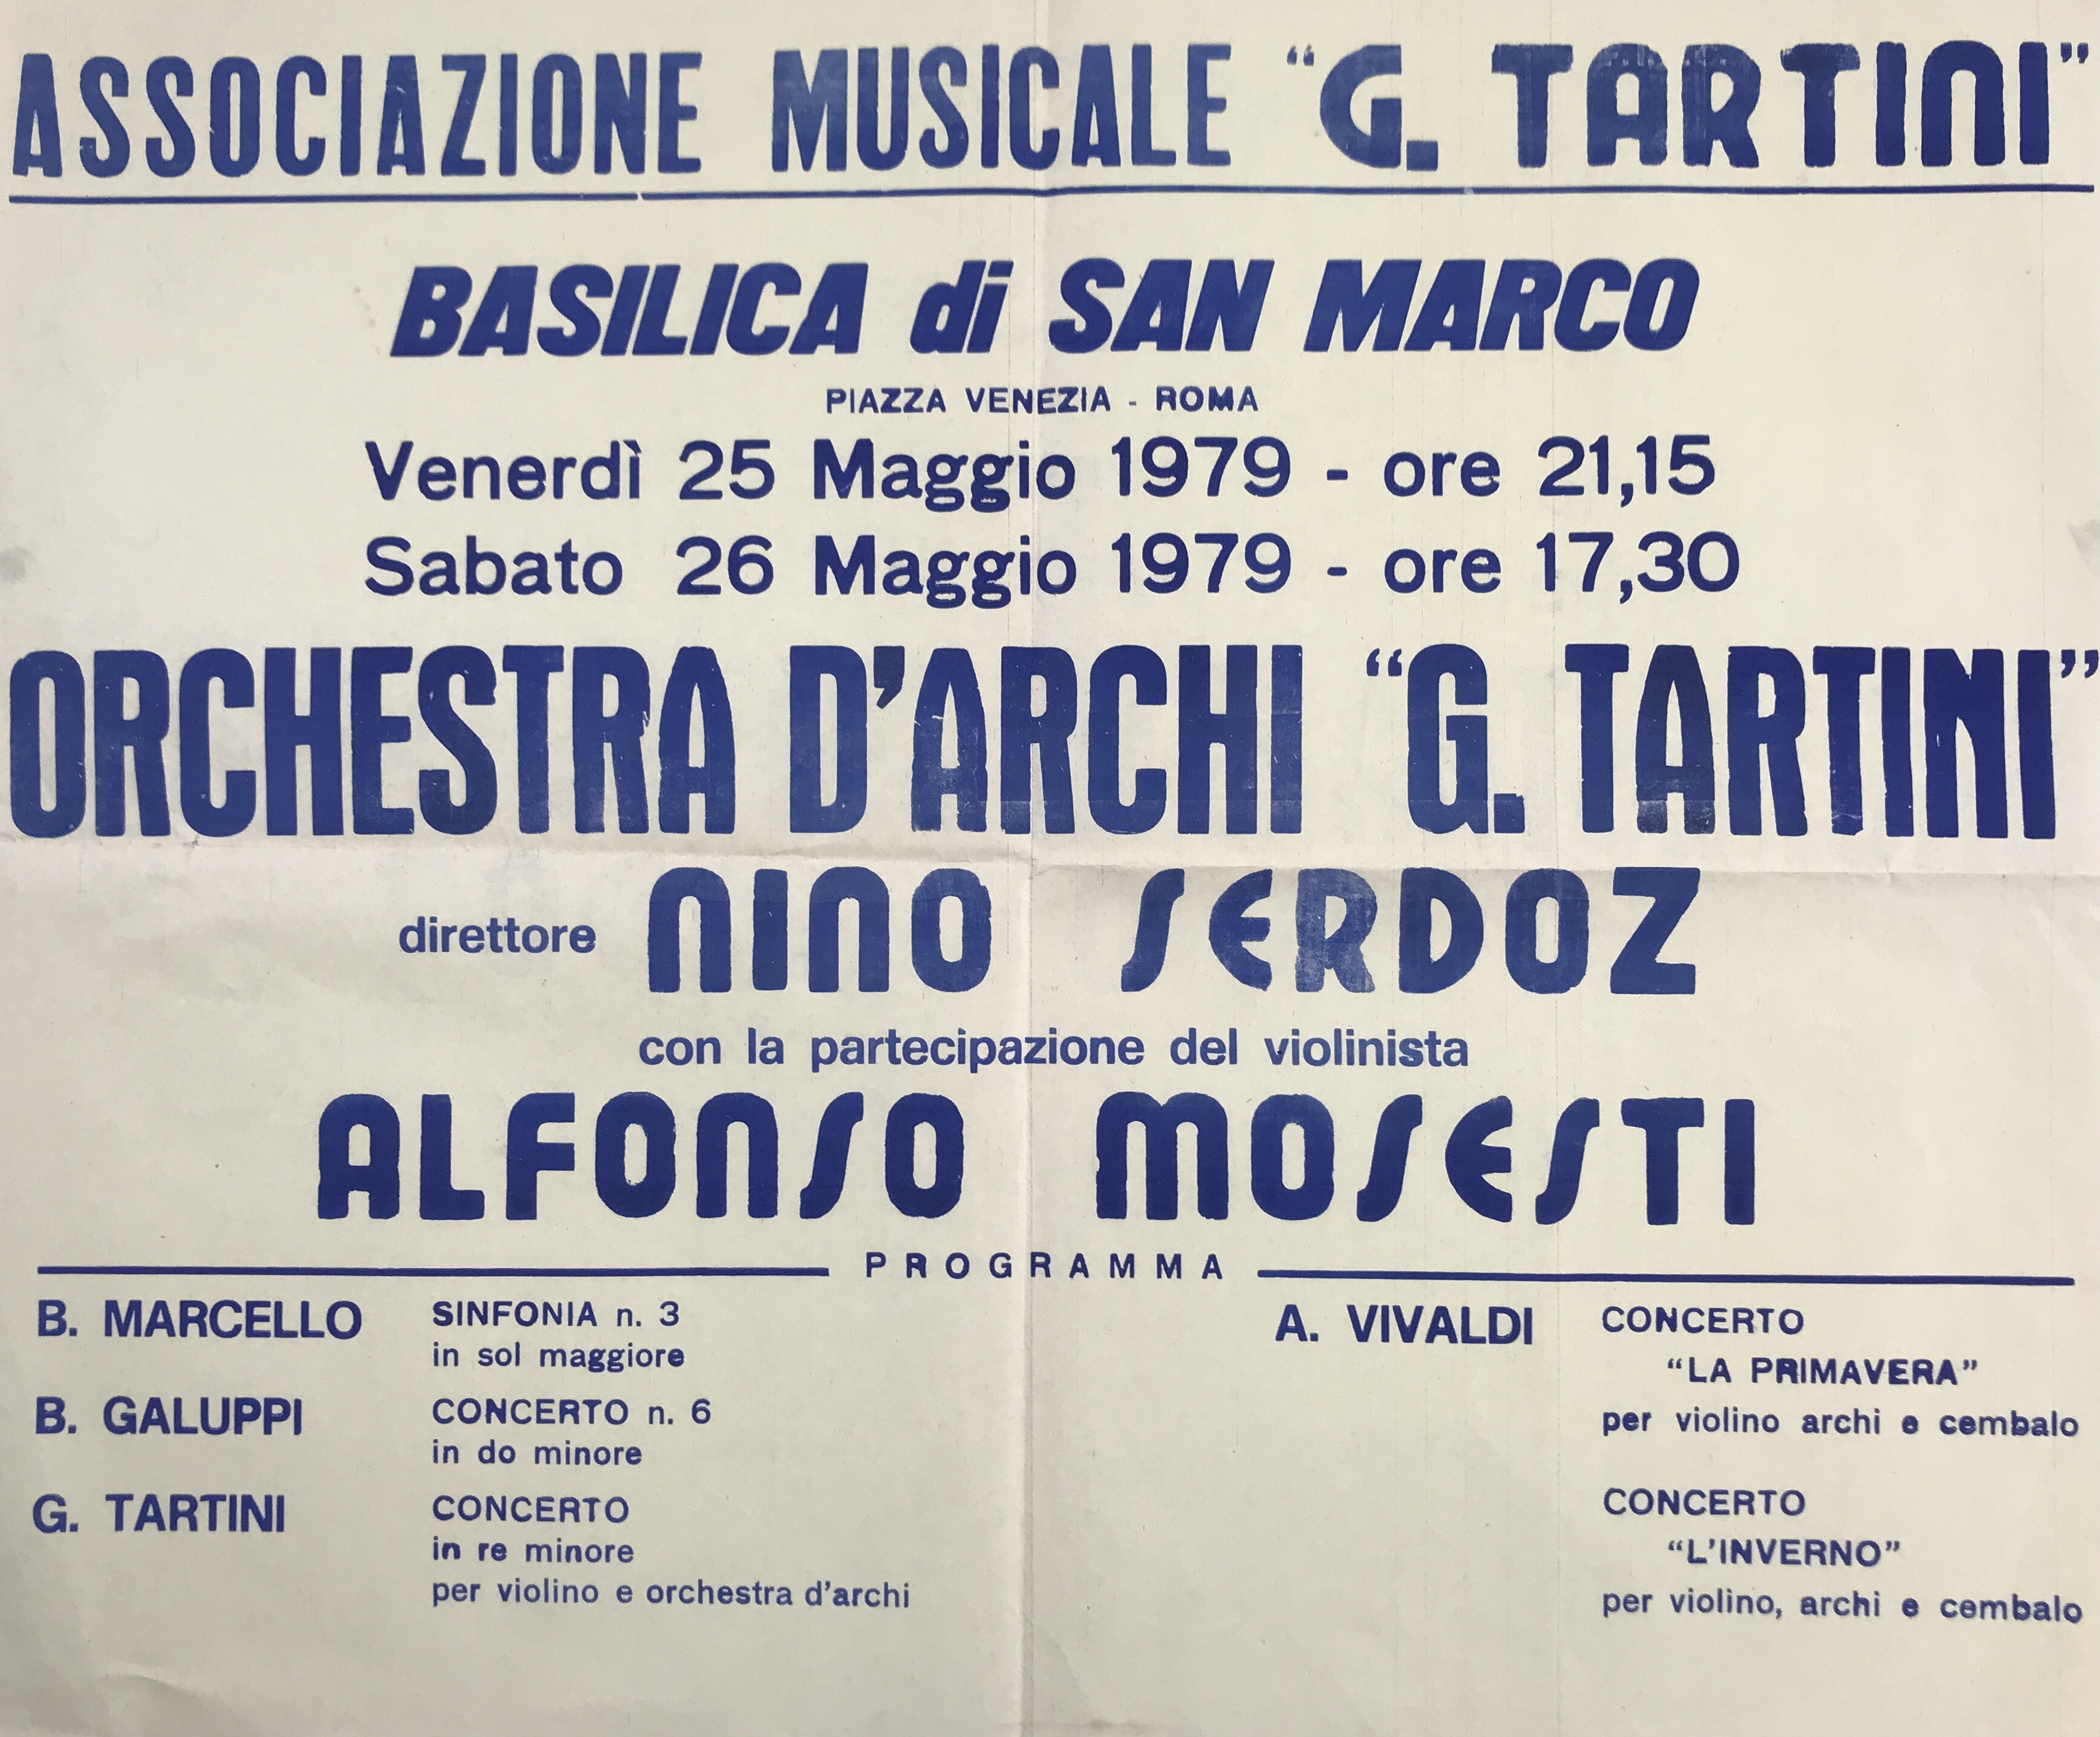 ASSOCIAZIONE MUSICALE “G. TARTINI”
BASILICA di SAN MARCO
PIAZZA VENEZIA - ROMA
Venerdì 25 Maggio 1979 - ore 21,15
Sabato 26 Maggio 1979 - ore 17,30
ORCHESTRA D’ARCHI “G. TARTINI”
direttore NINO SERDOZ
con la partecipazione del violinista
ALFONSO MOSESTI
PROGRAMMA
B. MARCELLO SINFONIA n. 3
in sol maggiore
B. GALUPPI CONCERTO n. 6
in do minore
G. TARTINI CONCERTO
in re minore
per violino e orchestra d’archi
A. VIVALDI CONCERTO
“LA PRIMAVERA”
per violino archi e cembalo
CONCERTO
“L’INVERNO”
per violino, archi e cembalo